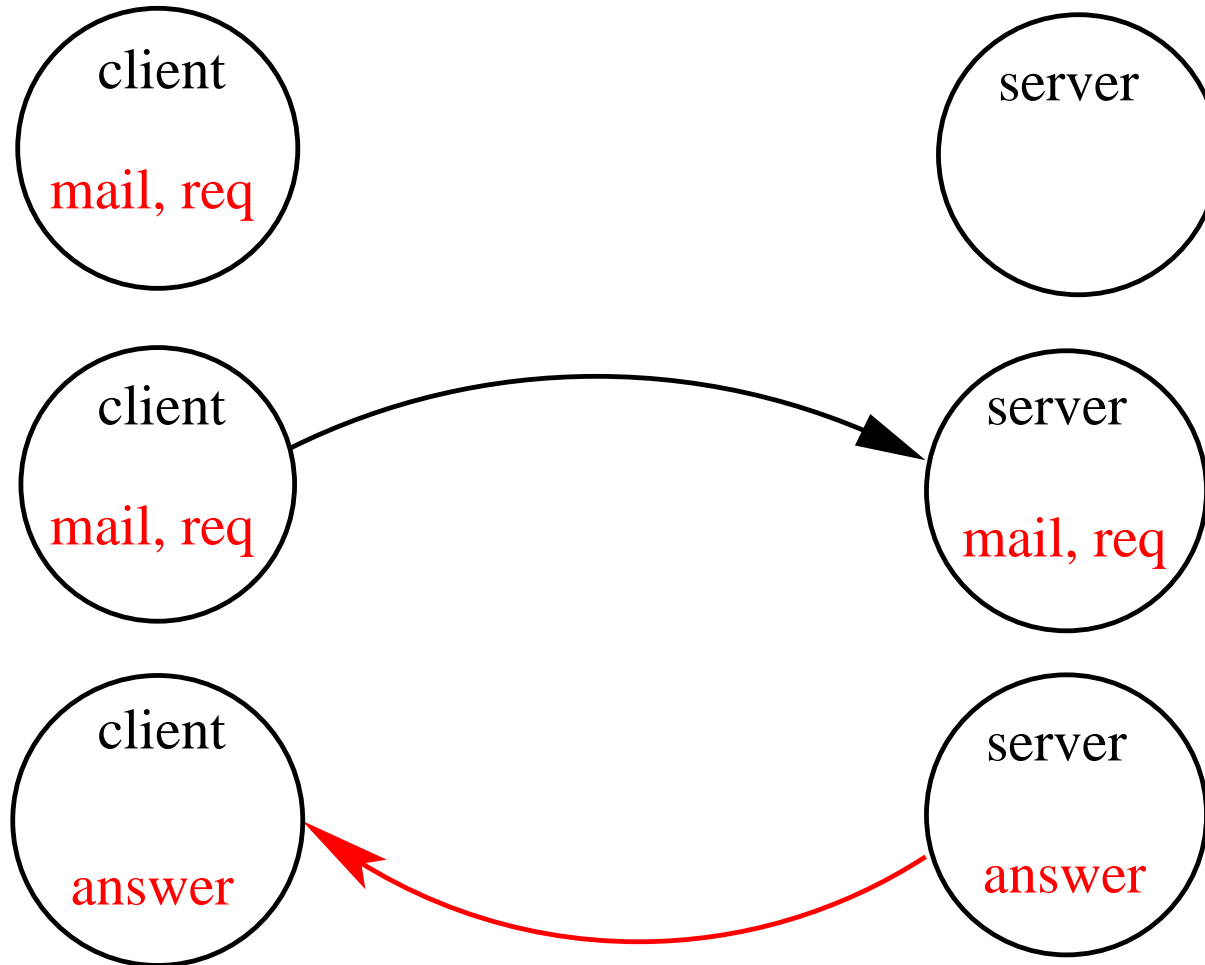 client
server
mail, req
client
server
mail, req
mail, req
client
server
answer
answer